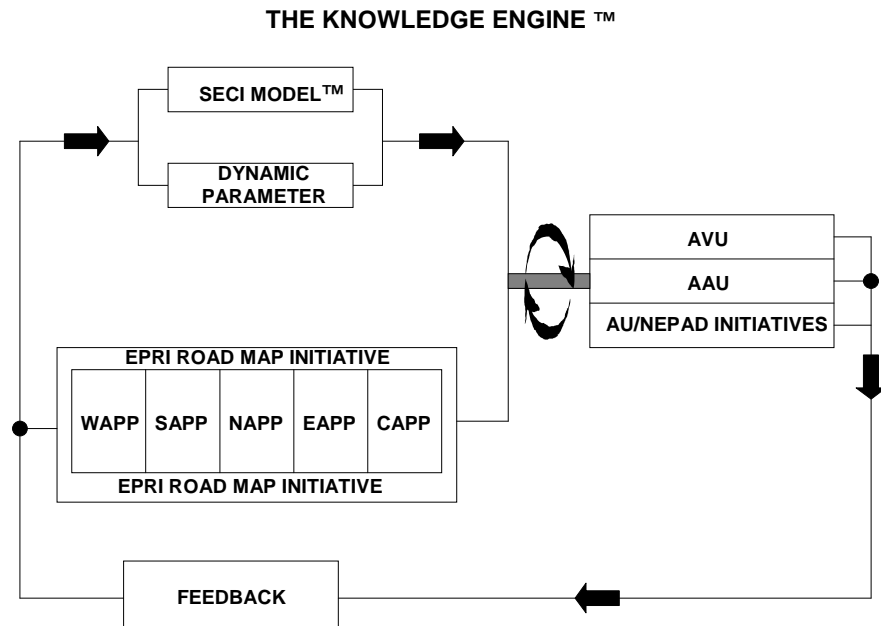 THE KNOWLEDGE ENGINE ™
SECI MODEL™
DYNAMIC
PARAMETER
AVU
AAU
AU/NEPAD INITIATIVES
EPRI ROAD MAP INITIATIVE
WAPP SAPP NAPP EAPP CAPP
EPRI ROAD MAP INITIATIVE
FEEDBACK